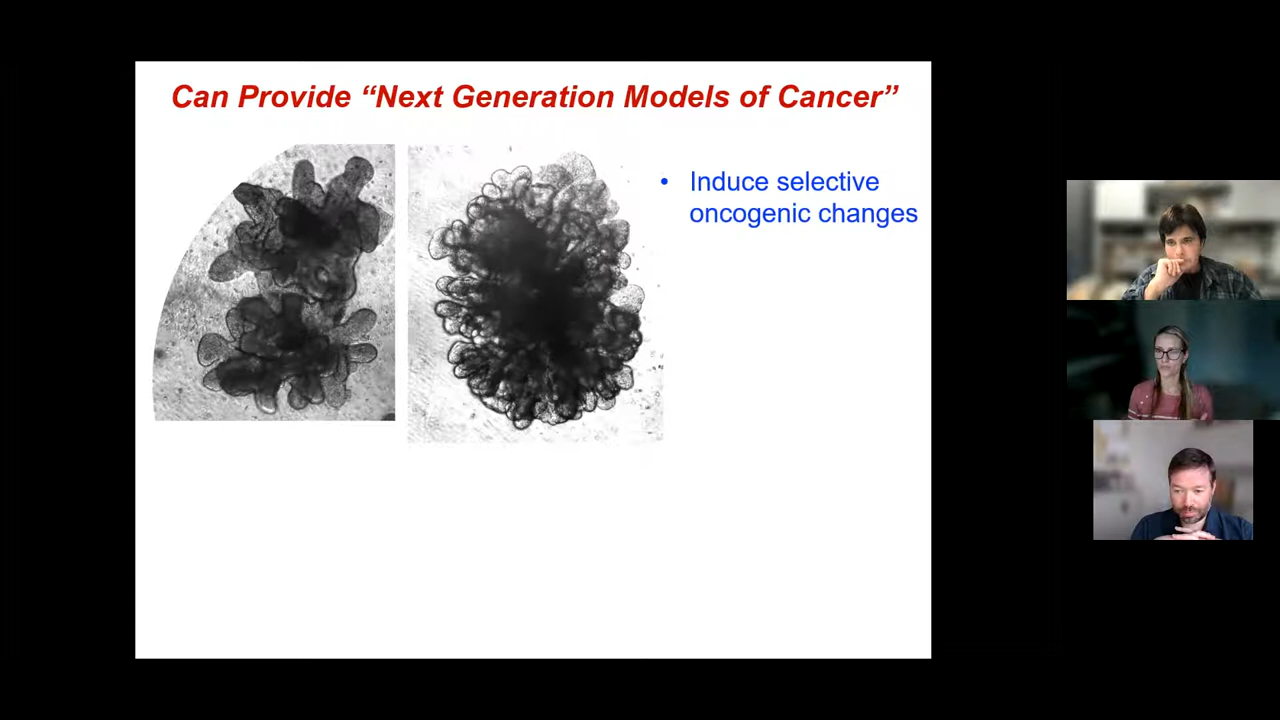 Can Provide “Next Generation Models of Cancer”
• Induce selective
oncogenic changes